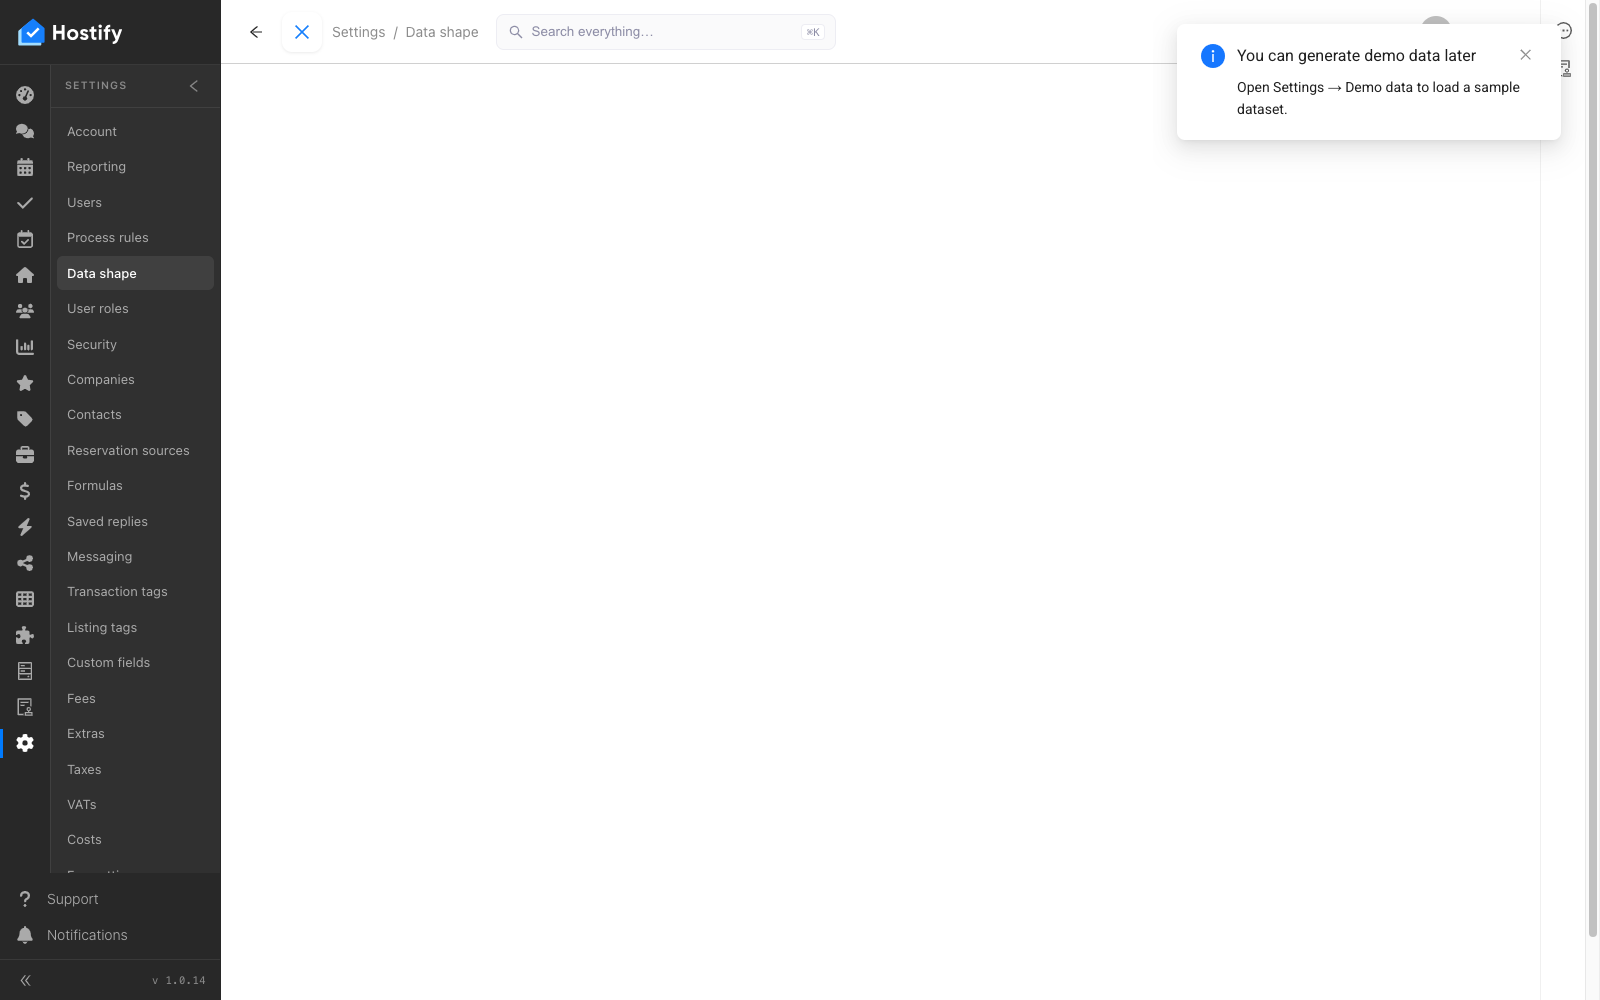 Hostify
Settings / Data shape
Search everything...
⌘K
You can generate demo data later
Open Settings → Demo data to load a sample
dataset.
SETTINGS
Account
Reporting
Users
Process rules
Data shape
User roles
Security
Companies
Contacts
Reservation sources
Formulas
Saved replies
Messaging
Transaction tags
Listing tags
Custom fields
Fees
Extras
Taxes
VATs
Costs
Support
Notifications
v 1.0.14